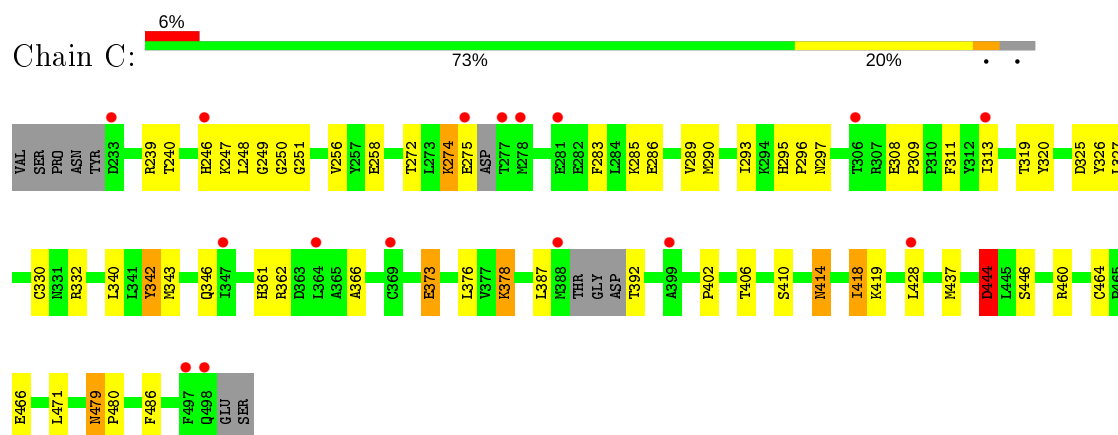 6%
Chain C:
73% 20% • •
VAL SER PRO ASN TYR D233 R239 T240 H246 K247 L248 G249 G250 G251 V256 Y257 E258 T272 L273 K274 E275 ASP T277 M278 E281 E282 F283 L284 K285 E286 V289 M290 I293 K294 H295 P296 N297 T306 R307 E308 P309 P310 F311 Y312 I313 T319 Y320 D325 Y326 L327
C330 N331 R332 L340 L341 Y342 M343 Q346 I347 H361 R362 D363 L364 A365 A366 C369 E373 L376 V377 K378 L387 M388 THR GLY ASP T392 A399 P402 T406 S410 N414 I418 K419 L428 M437 D444 L445 S446 R460 C464 P465
E466 L471 N479 P480 F486 F497 Q498 GLU SER